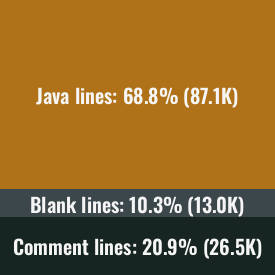 Java lines: 68.8% (87.1K)
Blank lines: 10.3% (13.0K)
Comment lines: 20.9% (26.5K)